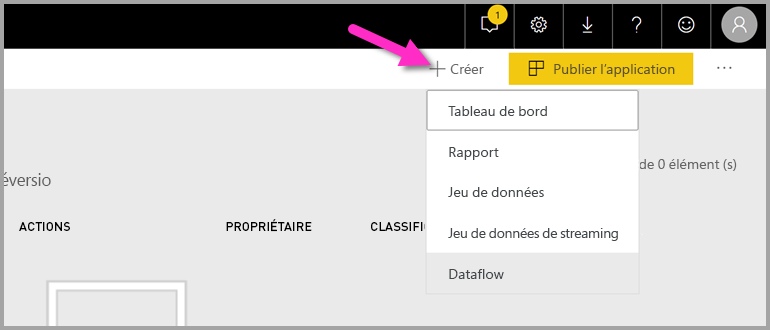 1
?
Créer
Publier l'application
...
Tableau de bord
Rapport
de 0 élément (s)
éversio
Jeu de données
ACTIONS
PROPRIÉTAIRE
CLASSIFI
Jeu de données de streaming
Dataflow